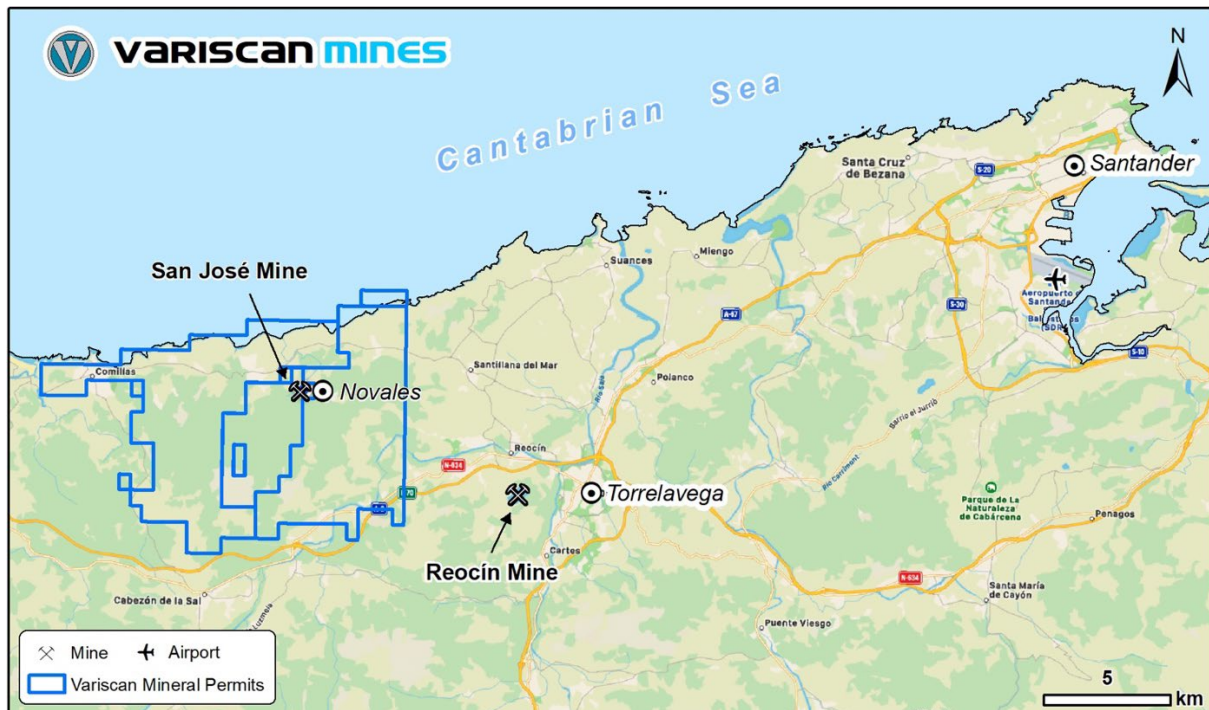 VARISCAN MINES
N
Cantabrian Sea
Santa Cruz
de Bezana
S-20
Santander
Suances
Miengo
San José Mine
Aeropuerto
Santander
S-30
A-67
S-10
Comillas
Santillana del Mar
Polanco
Novales
Barrio el Jurrió
Reocín
N-634
Torrelavega
Parque de La
Naturaleza
de Cabárcena
Penagos
Reocín Mine
Cartes
N-634
Santa María
de Cayón
Cabezón de la Sal
Puente Viesgo
Mine
Airport
Variscan Mineral Permits
5
km